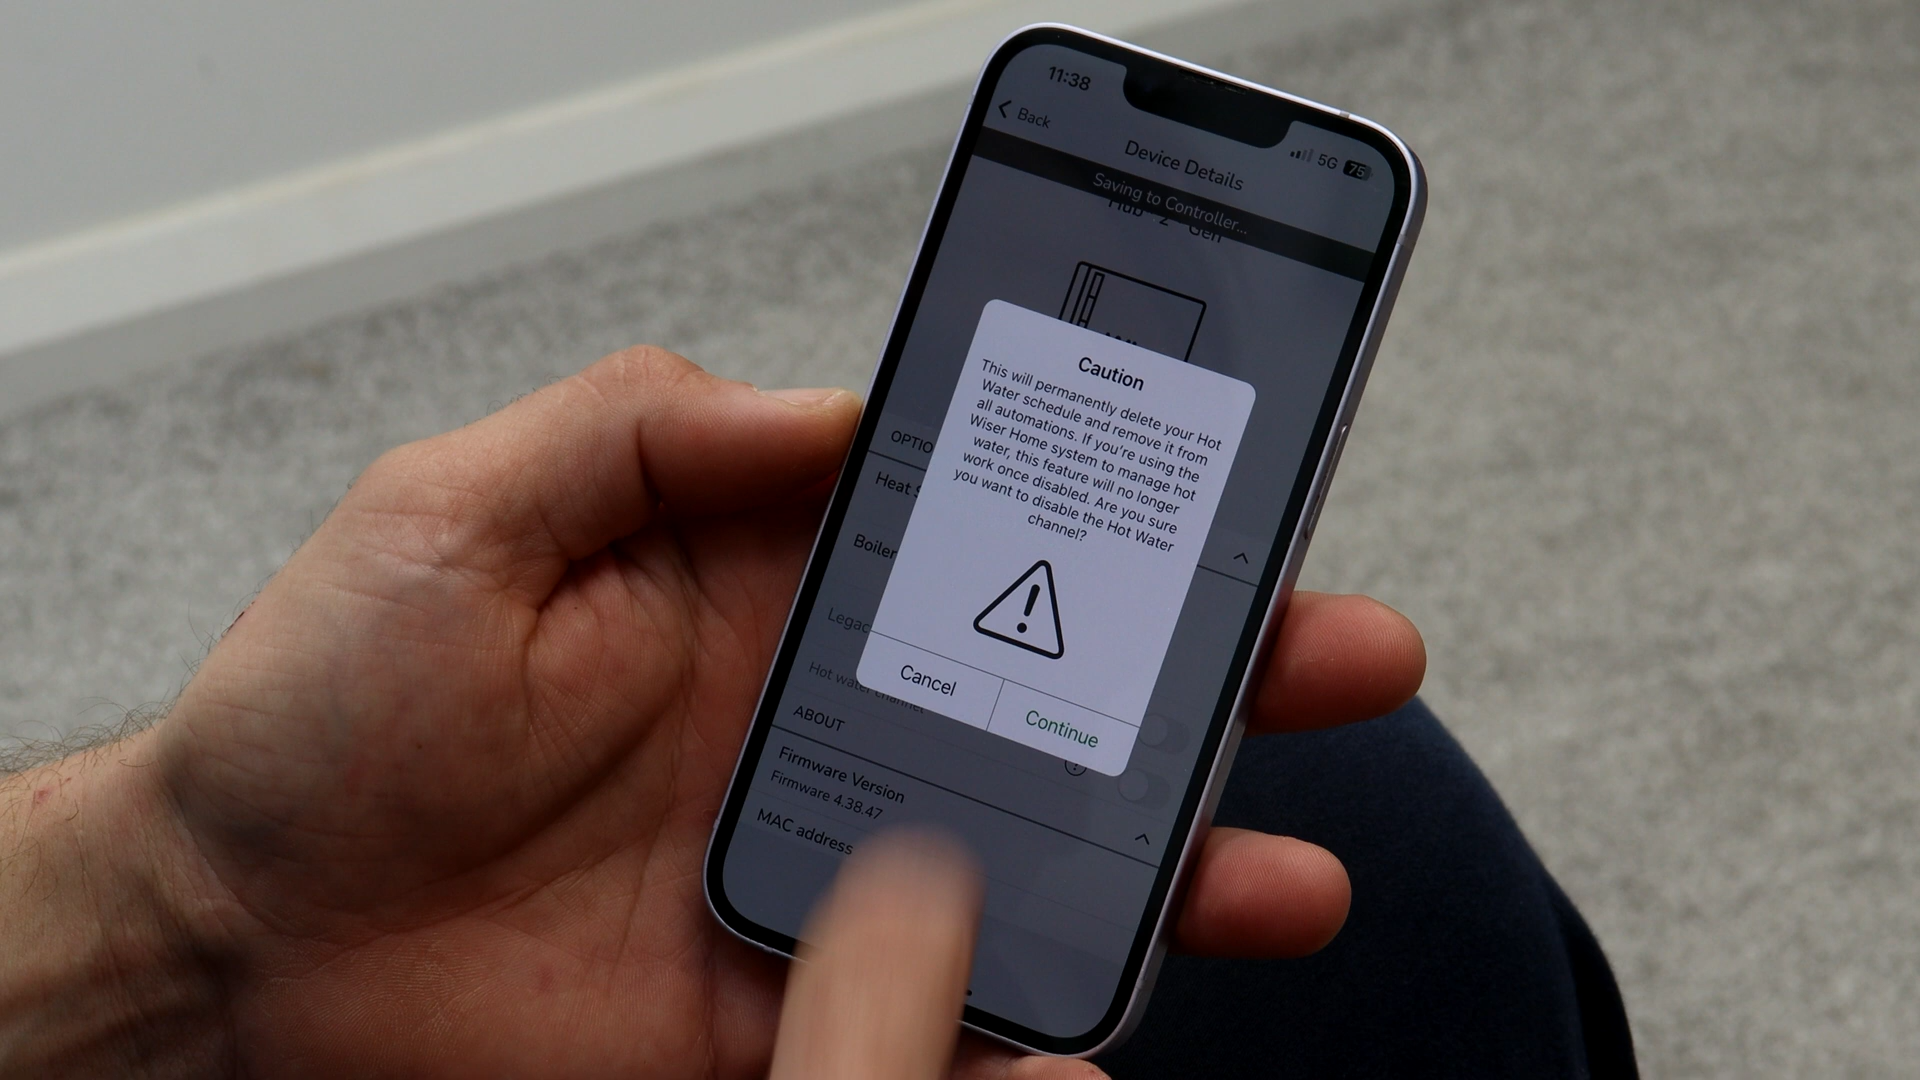 11:38
5G 75
Back
Device Details
Saving to Controller...
Hub 2 Gen
Caution
This will permanently delete your Hot
Water schedule and remove it from
all automations. If you're using the
Wiser Home system to manage hot
water, this feature will no longer
work once disabled. Are you sure
you want to disable the Hot Water
channel?
Cancel
Continue
OPTIO
Heat
Boiler
Legac
Hot water channel
ABOUT
Firmware Version
Firmware 4.38.47
MAC address